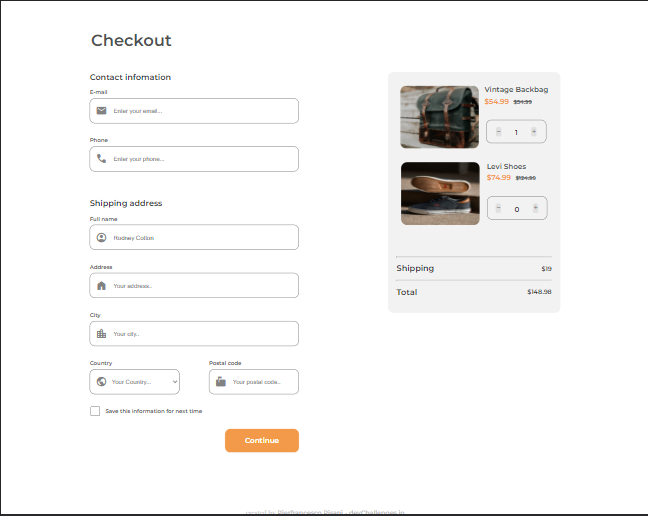 Checkout
Contact infomation
E-mail
Enter your email...
Phone
Enter your phone...
Shipping address
Full name
Rodney Cotton
Address
Your address..
City
Your city..
Country
Postal code
Your Country...
Your postal code..
Save this information for next time
Continue
Vintage Backbag
$54.99 $94.99
- 1 +
Levi Shoes
$74.99 $124.99
- 0 +
Shipping
$19
Total
$148.98
created by Pierfrancesco Pisani - devChallenges.io